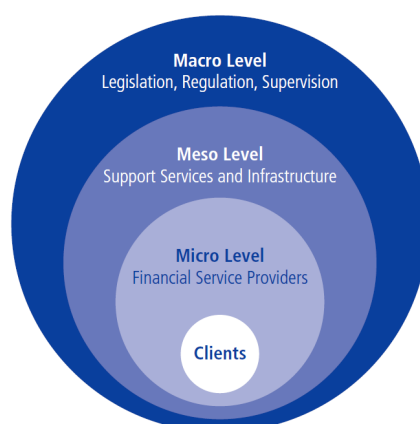 Macro Level
Legislation, Regulation, Supervision
Meso Level
Support Services and Infrastructure
Micro Level
Financial Service Providers
Clients